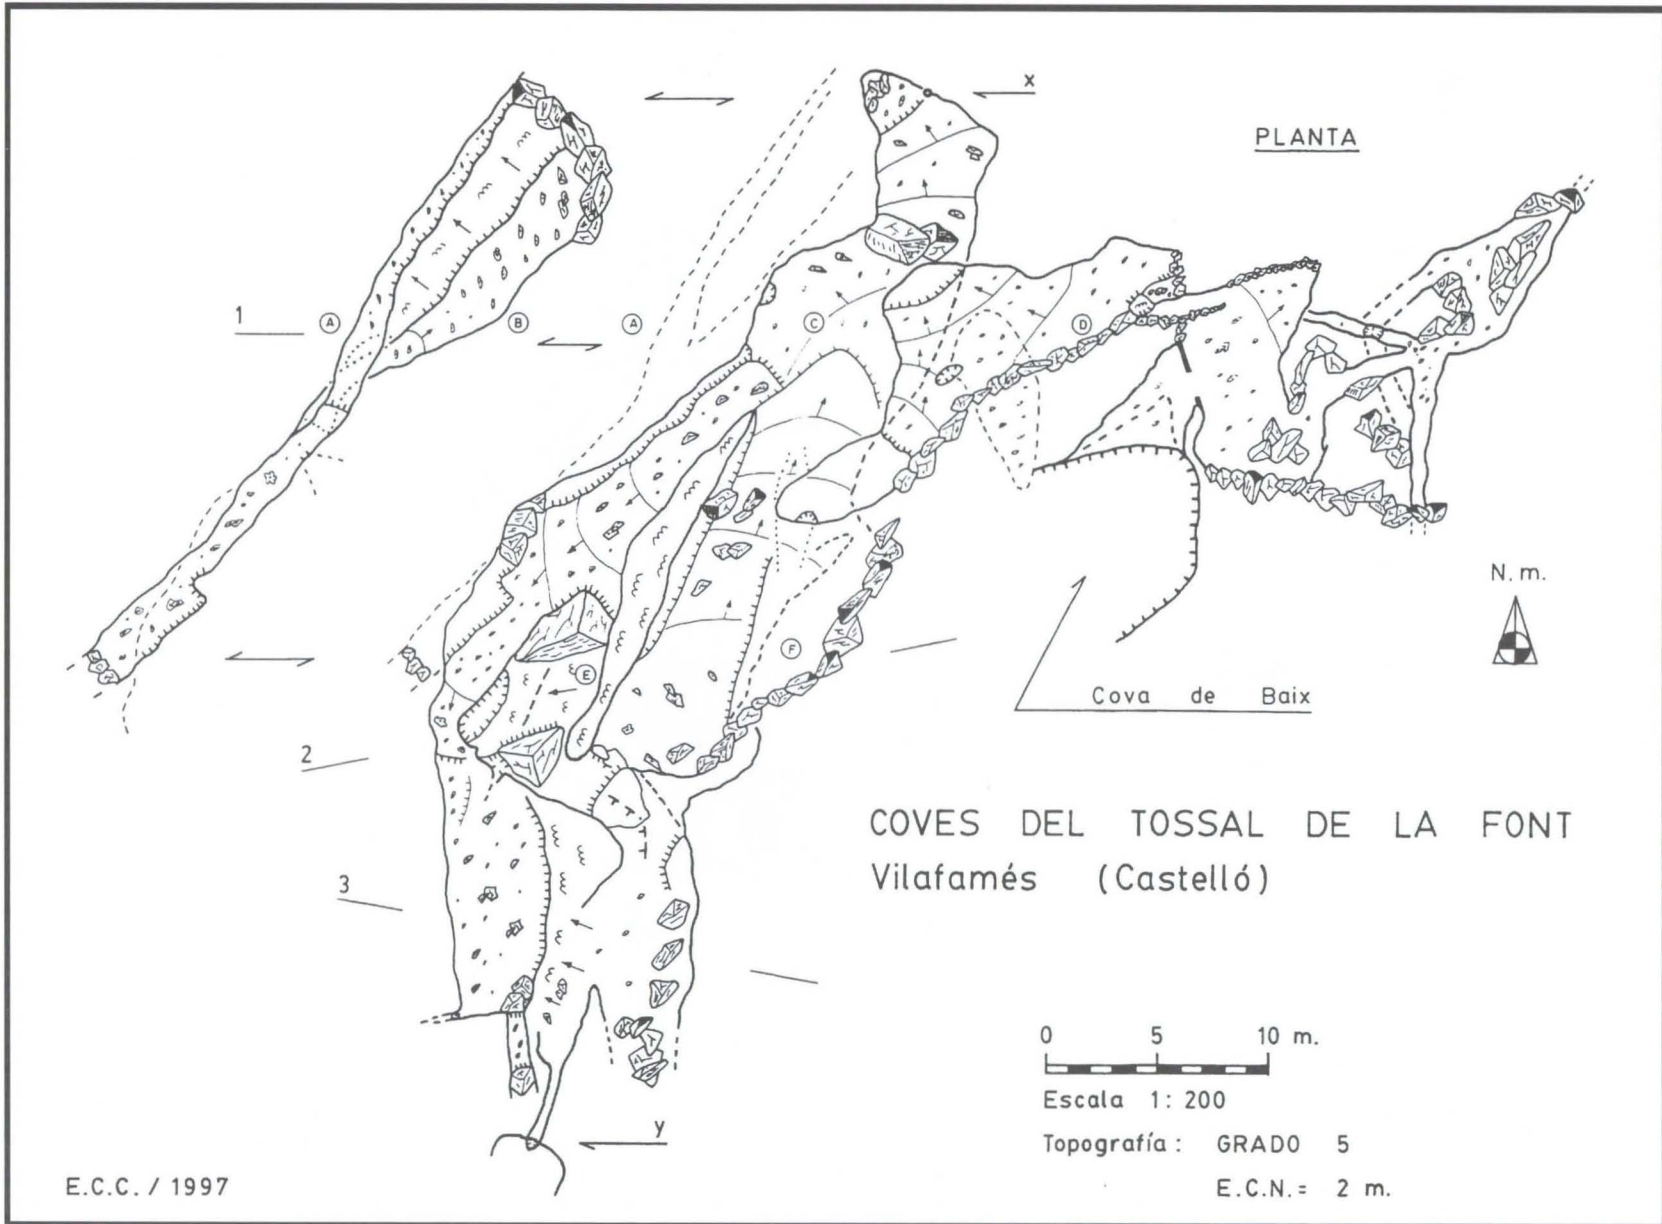 x
PLANTA
1
A
B
A
C
D
N. m.
F
E
Cova de Baix
2
COVES DEL TOSSAL DE LA FONT
Vilafamés (Castelló)
3
0 5 10 m.
Escala 1: 200
Topografía: GRADO 5
E.C.N.= 2 m.
y
E.C.C. / 1997